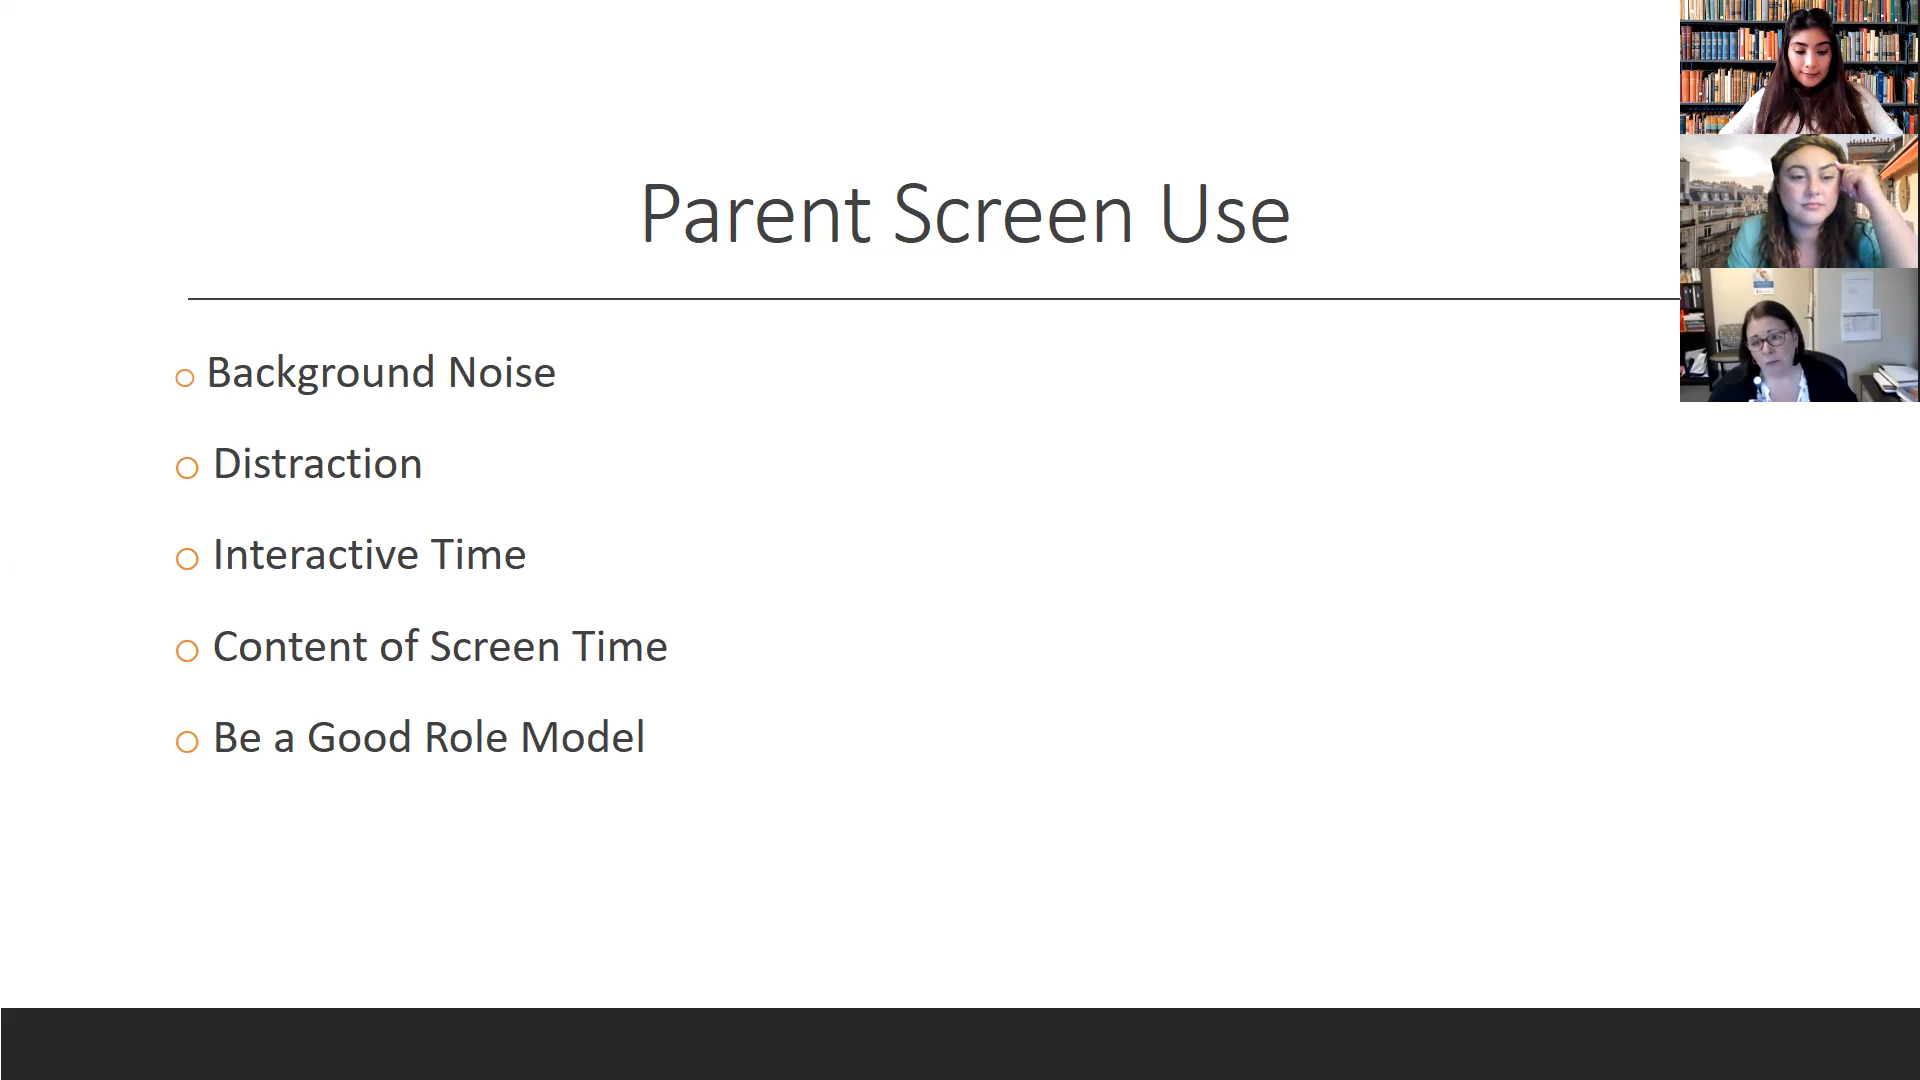 Parent Screen Use
Background Noise
Distraction
Interactive Time
Content of Screen Time
Be a Good Role Model